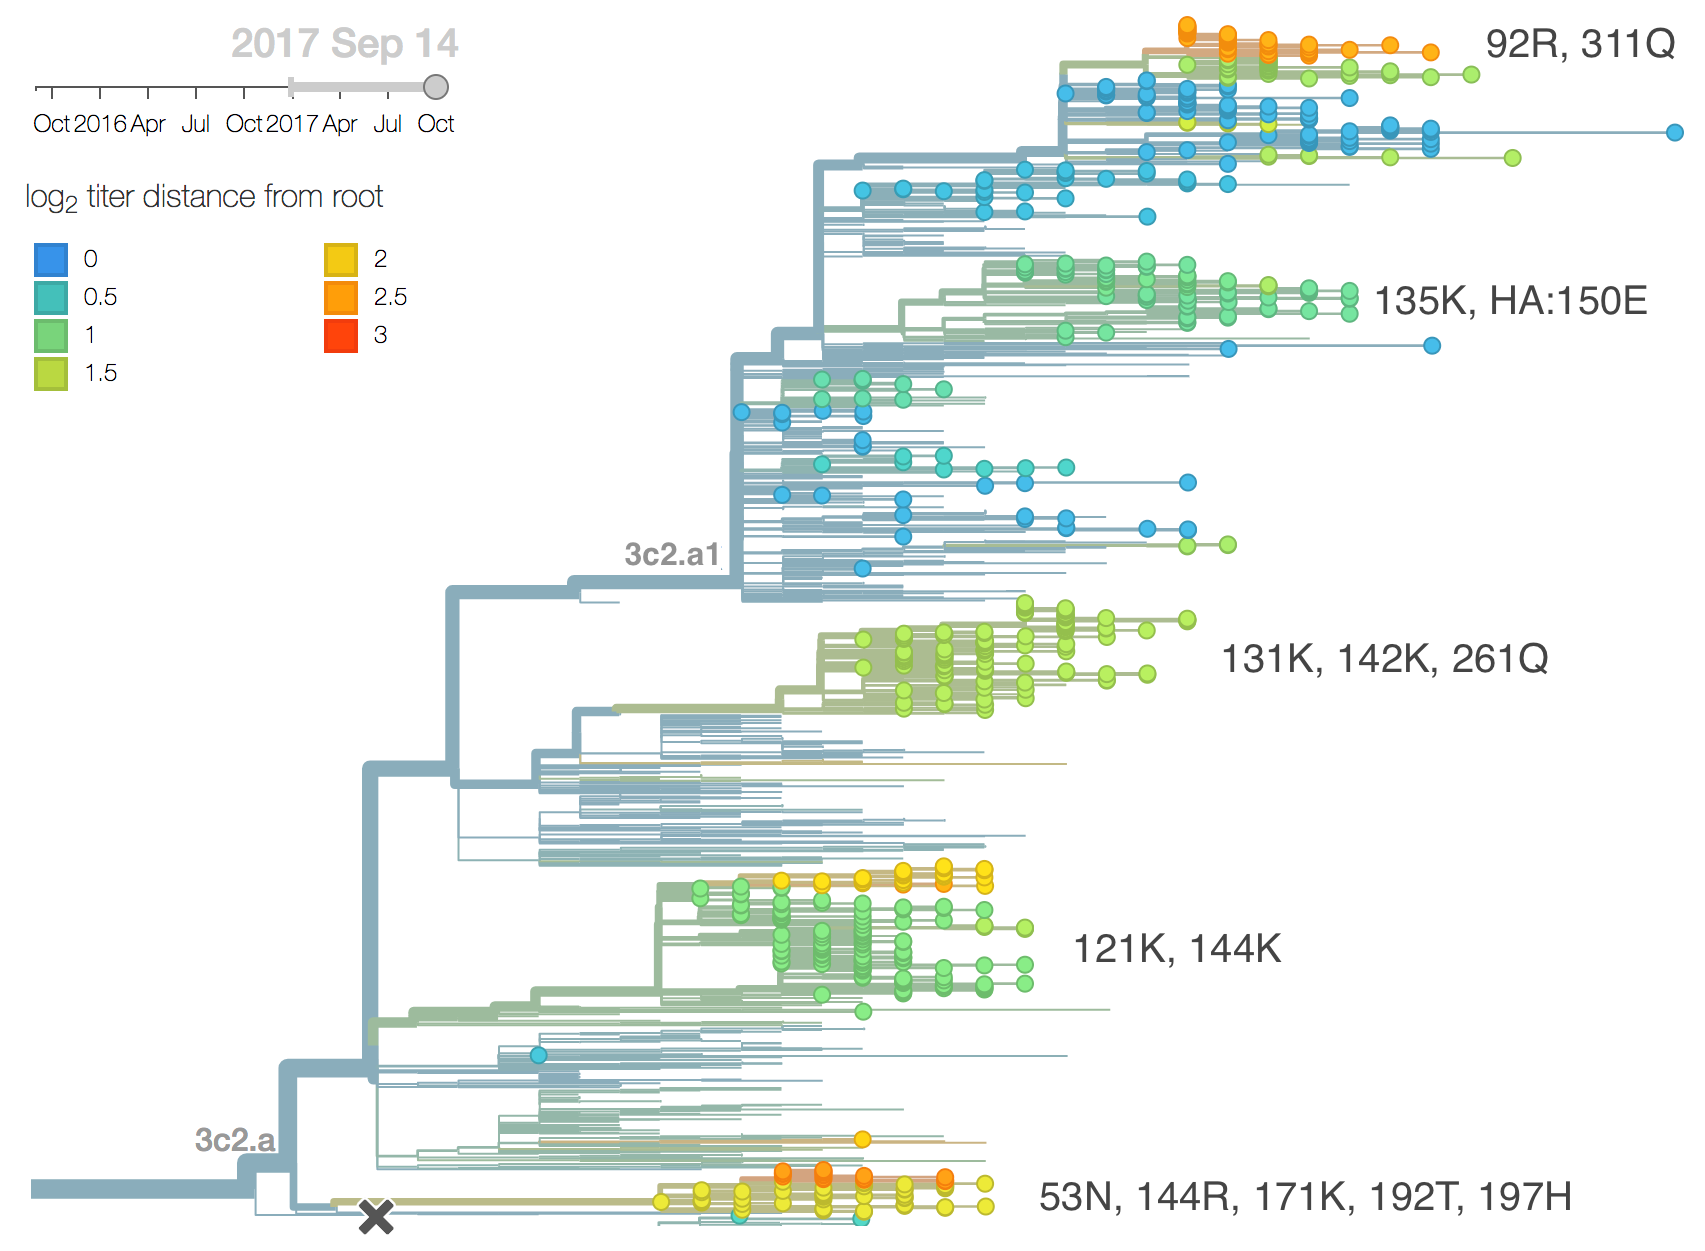 2017 Sep 14
Oct 2016 Apr Jul Oct 2017 Apr Jul Oct
log2 titer distance from root
0
0.5
1
1.5
2
2.5
3
92R, 311Q
135K, HA:150E
3c2.a1
131K, 142K, 261Q
121K, 144K
3c2.a
53N, 144R, 171K, 192T, 197H